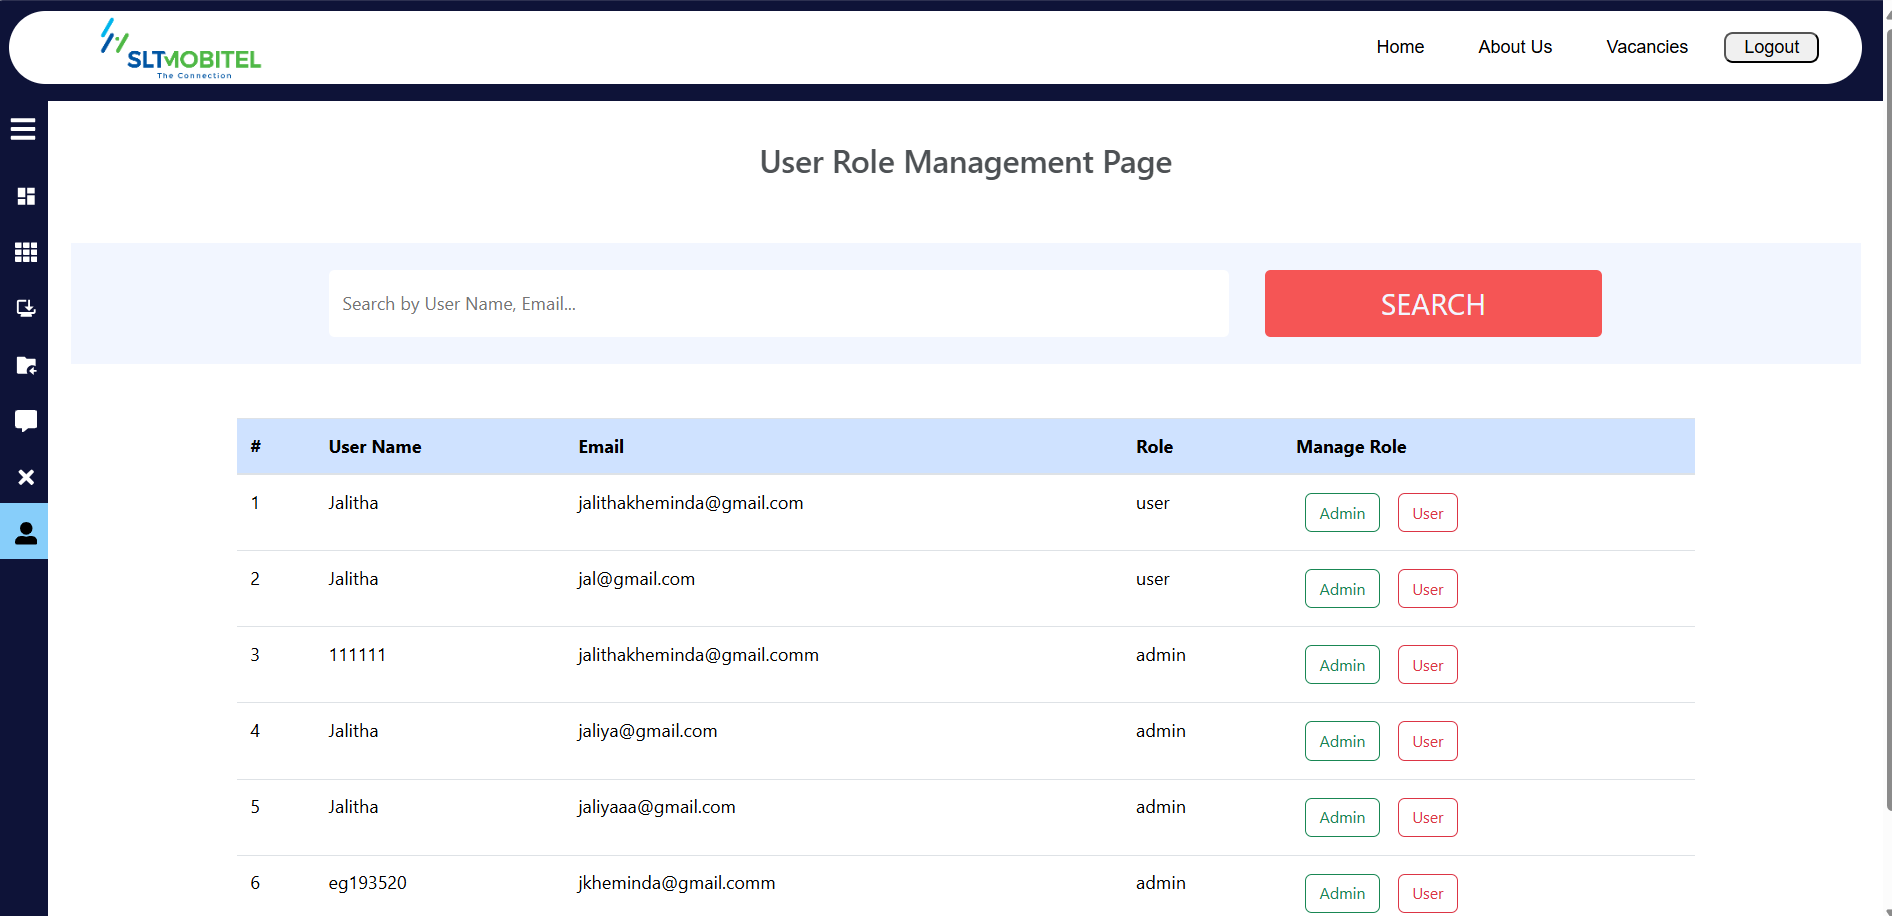 SLTMOBITEL
The Connection
Home About Us Vacancies Logout
User Role Management Page
Search by User Name, Email... SEARCH
# User Name Email Role Manage Role
1 Jalitha jalithakheminda@gmail.com user Admin User
2 Jalitha jal@gmail.com user Admin User
3 111111 jalithakheminda@gmail.comm admin Admin User
4 Jalitha jaliya@gmail.com admin Admin User
5 Jalitha jaliyaaa@gmail.com admin Admin User
6 eg193520 jkheminda@gmail.comm admin Admin User